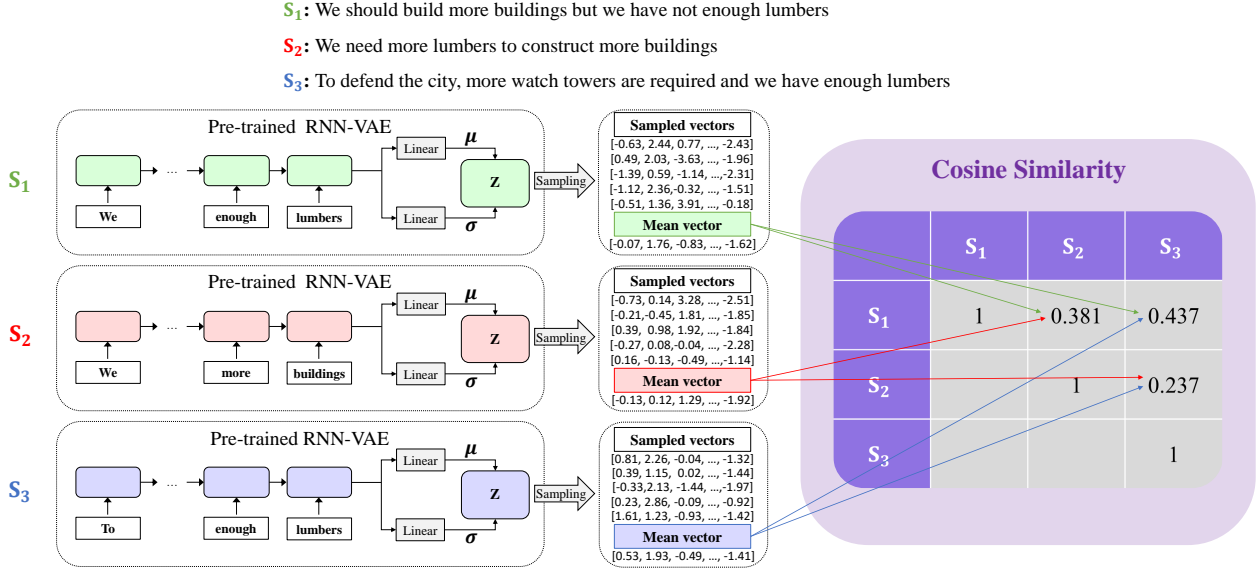 S₁: We should build more buildings but we have not enough lumbers
S₂: We need more lumbers to construct more buildings
S₃: To defend the city, more watch towers are required and we have enough lumbers
S₁
Pre-trained RNN-VAE
... 
We
enough
lumbers
Linear
Linear
μ
σ
Z
Sampling
Sampled vectors
[-0.63, 2.44, 0.77, ..., -2.43]
[0.49, 2.03, -3.63, ..., -1.96]
[-1.39, 0.59, -1.14, ...,-2.31]
[-1.12, 2.36,-0.32, ..., -1.51]
[-0.51, 1.36, 3.91, ..., -0.18]
Mean vector
[-0.07, 1.76, -0.83, ..., -1.62]
S₂
Pre-trained RNN-VAE
...
We
more
buildings
Linear
Linear
μ
σ
Z
Sampling
Sampled vectors
[-0.73, 0.14, 3.28, ..., -2.51]
[-0.21,-0.45, 1.81, ..., -1.85]
[0.39, 0.98, 1.92, ..., -1.84]
[-0.27, 0.08,-0.04, ..., -2.28]
[0.16, -0.13, -0.49, ...,-1.14]
Mean vector
[-0.13, 0.12, 1.29, ..., -1.92]
S₃
Pre-trained RNN-VAE
...
To
enough
lumbers
Linear
Linear
μ
σ
Z
Sampling
Sampled vectors
[0.81, 2.26, -0.04, ..., -1.32]
[0.39, 1.15, 0.02, ..., -1.44]
[-0.33,2.13, -1.44, ...,-1.97]
[0.23, 2.86, -0.09, ..., -0.92]
[1.61, 1.23, -0.93, ..., -1.42]
Mean vector
[0.53, 1.93, -0.49, ..., -1.41]
Cosine Similarity
S₁ S₂ S₃
S₁ 1 0.381 0.437
S₂ 1 0.237
S₃ 1